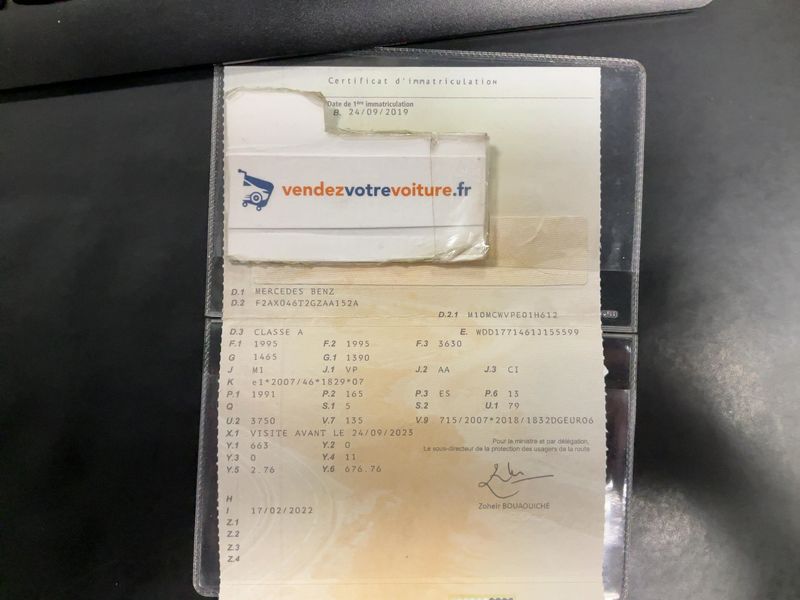 Certificat d'immatriculation
Date de 1ère immatriculation
B. 24/09/2019
vendezvotrevoiture.fr
D.1 MERCEDES BENZ
D.2 F2AX046T2GZAA152A
D.2.1 M10MCWVPE01H612
D.3 CLASSE A E. WDD1771461J155599
F.1 1995 F.2 1995 F.3 3630
G 1465 G.1 1390
J M1 J.1 VP J.2 AA J.3 CI
K e1*2007/46*1829*07
P.1 1991 P.2 165 P.3 ES P.6 13
Q S.1 5 S.2 U.1 79
U.2 3750 V.7 135 V.9 715/2007*2018/1832DGEURO6
X.1 VISITE AVANT LE 24/09/2023
Y.1 663 Y.2 0
Pour le ministre et par délégation,
Le sous-directeur de la protection des usagers de la route
Y.3 0 Y.4 11
Y.5 2.76 Y.6 676.76
H
Zoheir BOUAOUICHE
I 17/02/2022
Z.1
Z.2
Z.3
Z.4